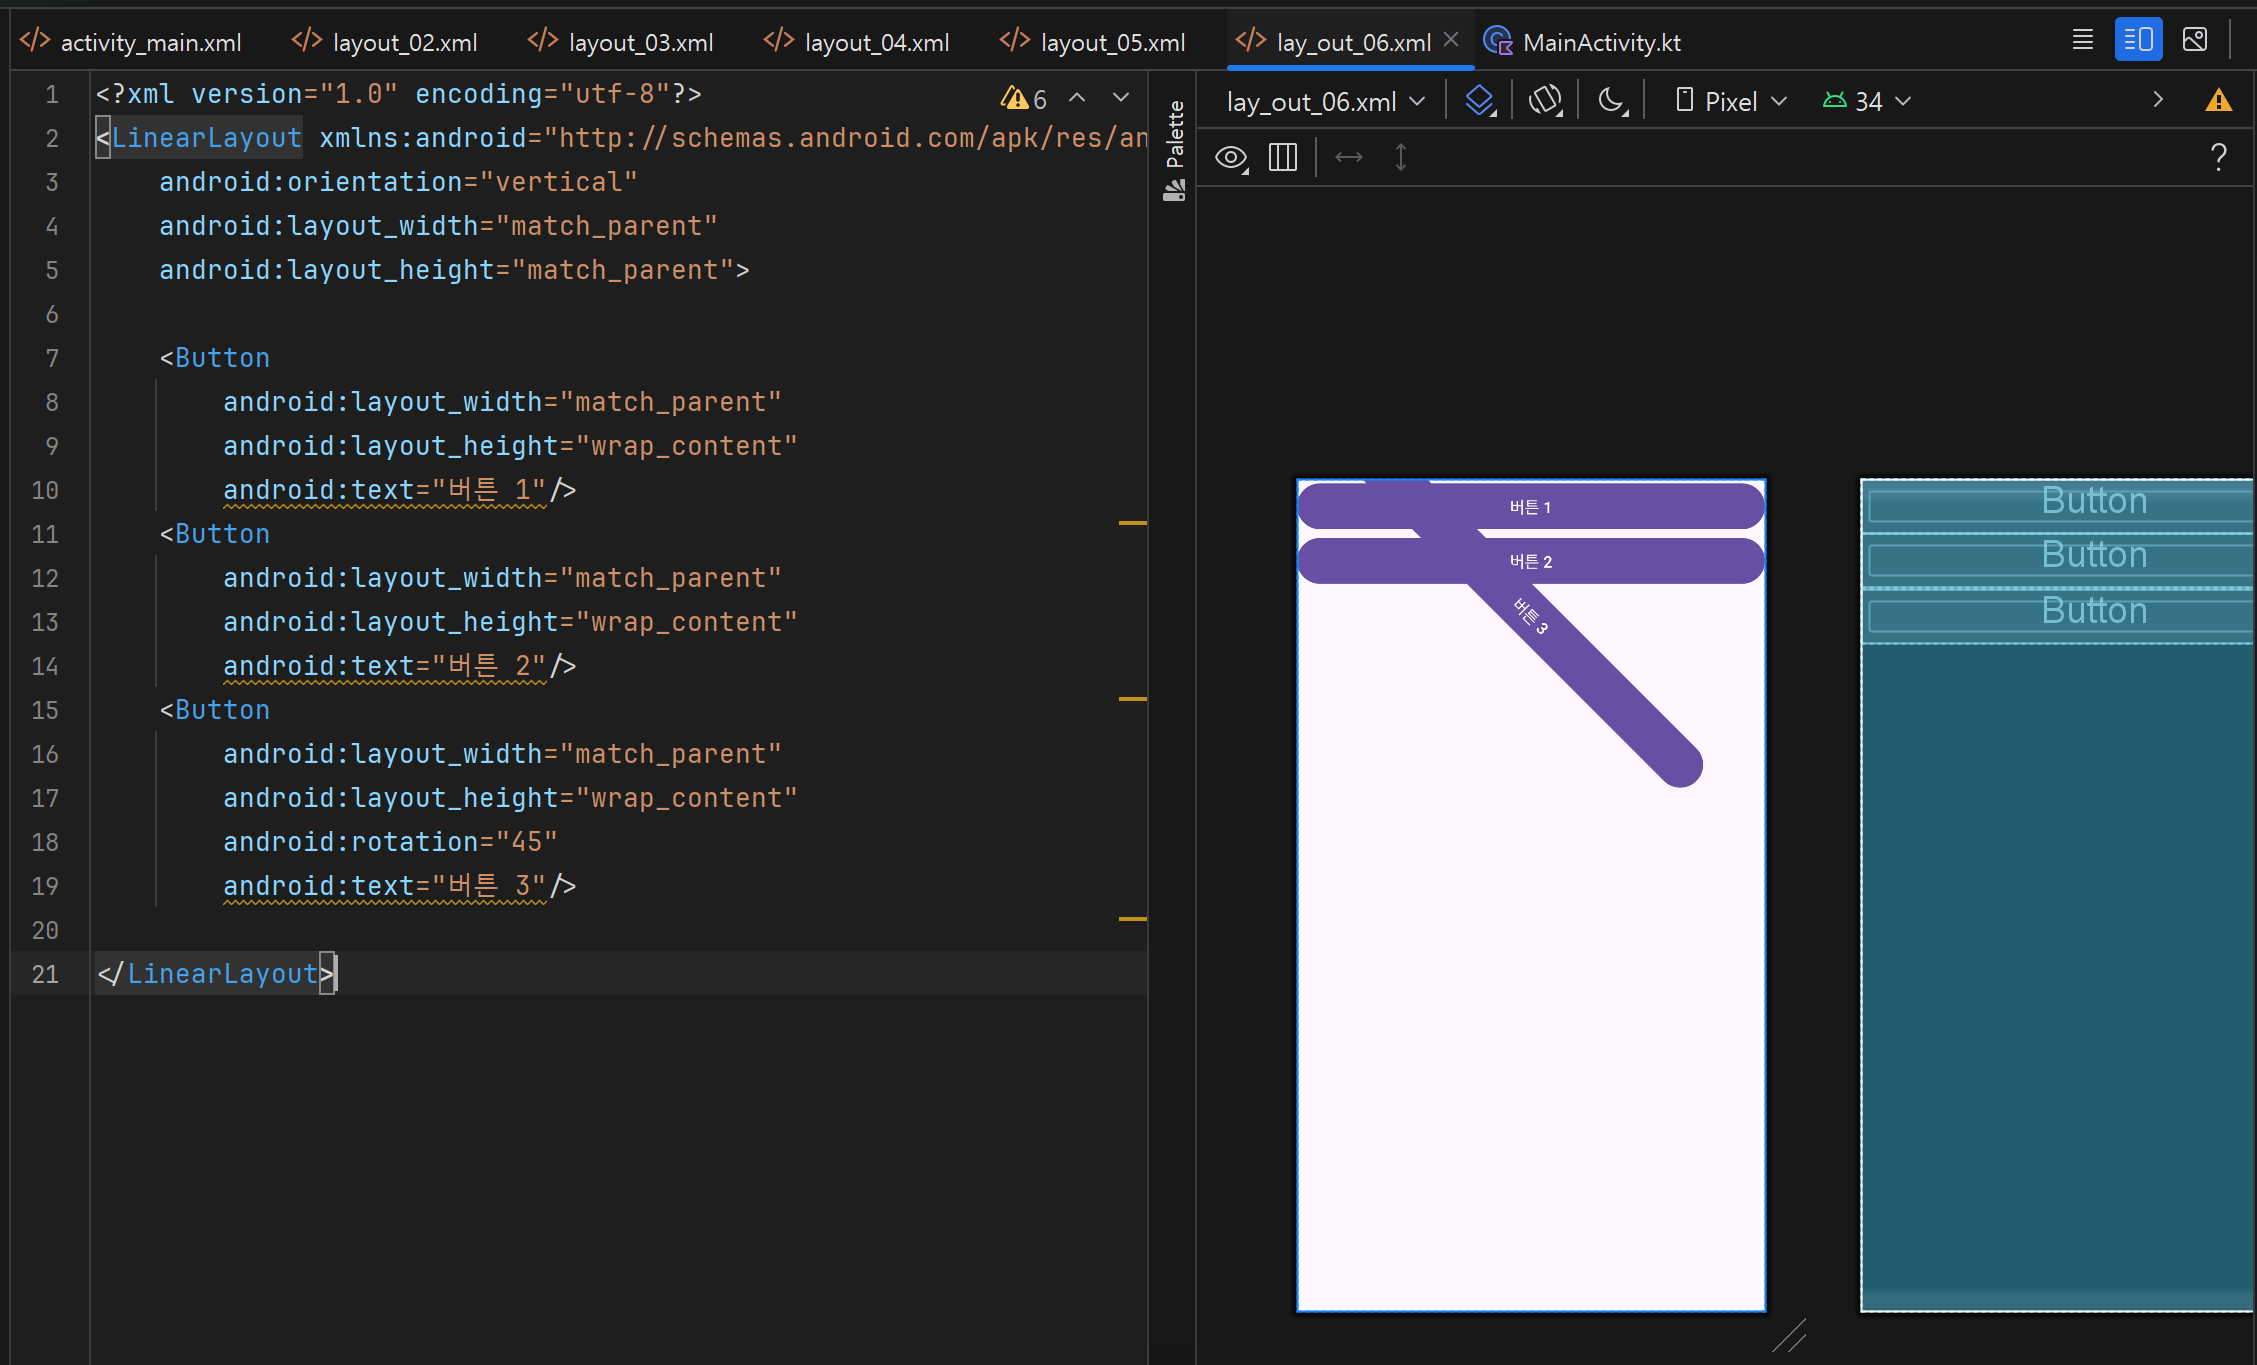 activity_main.xml layout_02.xml layout_03.xml layout_04.xml layout_05.xml lay_out_06.xml MainActivity.kt
1 <?xml version="1.0" encoding="utf-8"?>
2 <LinearLayout xmlns:android="http://schemas.android.com/apk/res/an
3 android:orientation="vertical"
4 android:layout_width="match_parent"
5 android:layout_height="match_parent">
6
7 <Button
8 android:layout_width="match_parent"
9 android:layout_height="wrap_content"
10 android:text="버튼 1"/>
11 <Button
12 android:layout_width="match_parent"
13 android:layout_height="wrap_content"
14 android:text="버튼 2"/>
15 <Button
16 android:layout_width="match_parent"
17 android:layout_height="wrap_content"
18 android:rotation="45"
19 android:text="버튼 3"/>
20
21 </LinearLayout>
6
Palette
lay_out_06.xml Pixel 34
?
버튼 1
버튼 2
버튼 3
Button
Button
Button